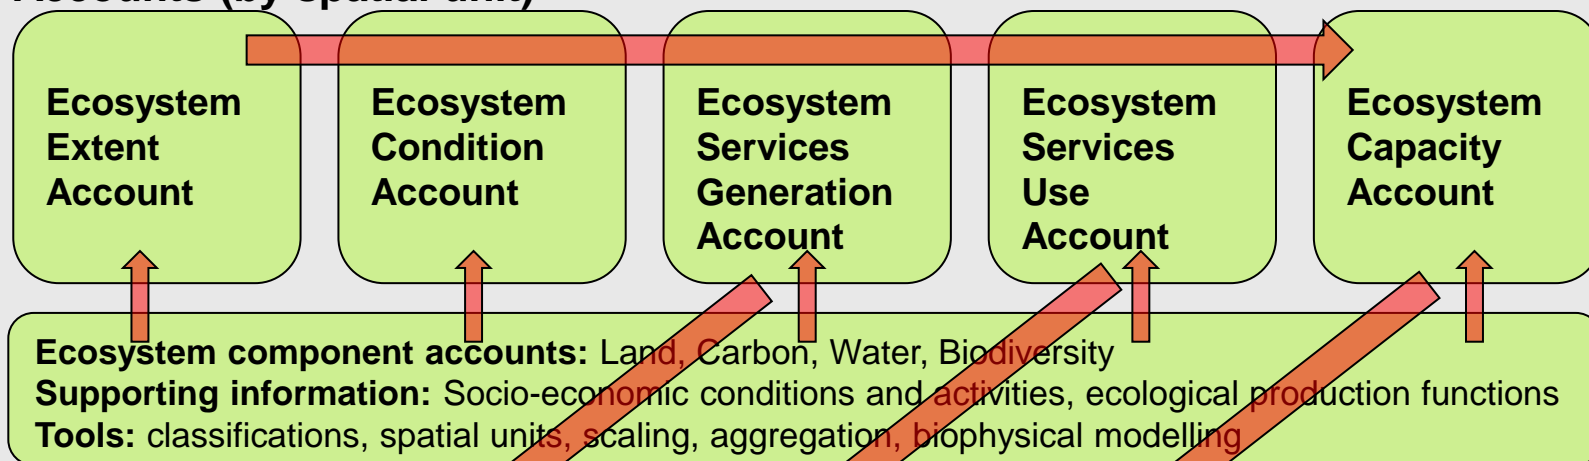 Accounts (by spatial unit)
Ecosystem
Extent
Account
Ecosystem
Condition
Account
Ecosystem
Services
Generation
Account
Ecosystem
Services
Use
Account
Ecosystem
Capacity
Account
Ecosystem component accounts: Land, Carbon, Water, Biodiversity
Supporting information: Socio-economic conditions and activities, ecological production functions
Tools: classifications, spatial units, scaling, aggregation, biophysical modelling